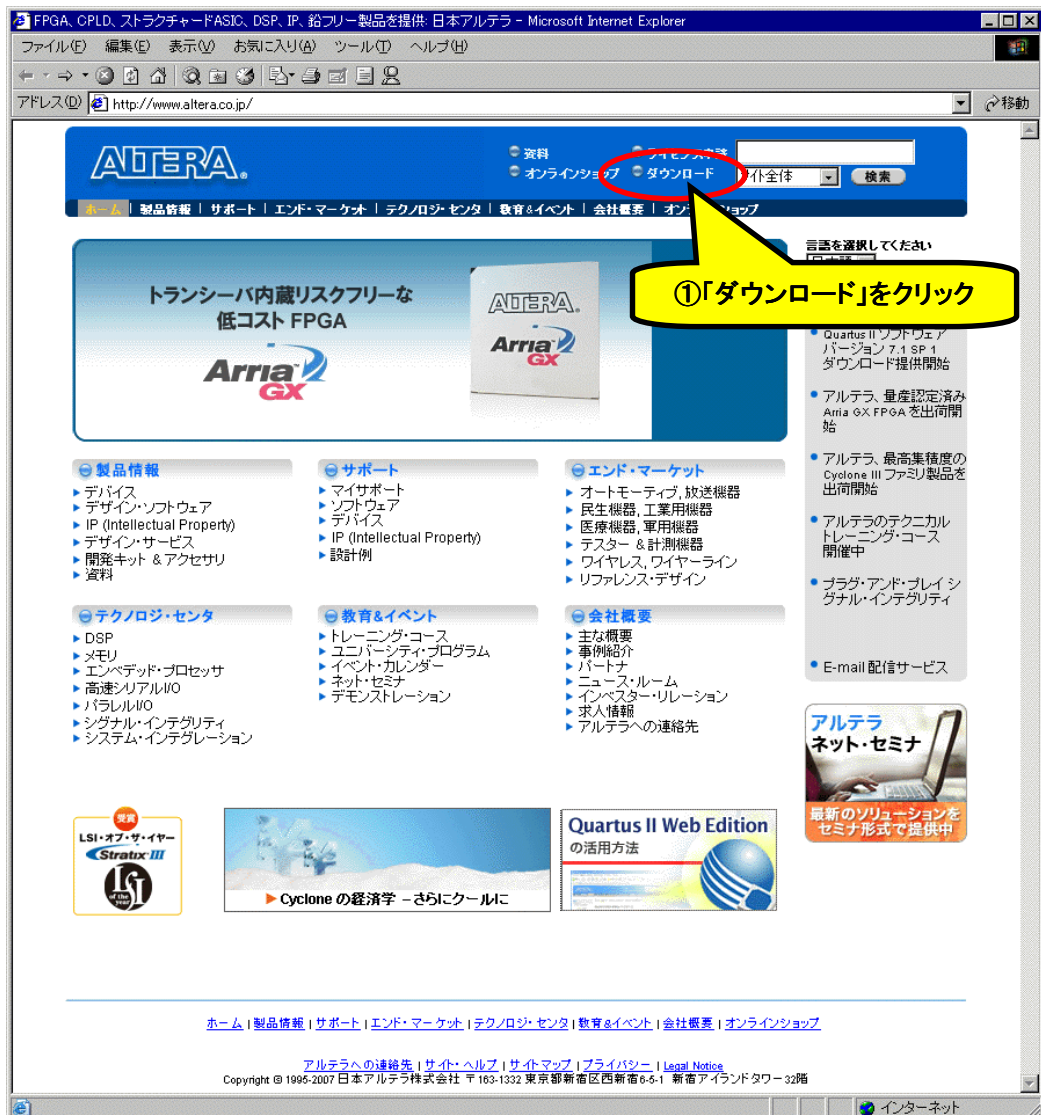 FPGA、CPLD、ストラクチャードASIC、DSP、IP、鉛フリー製品を提供: 日本アルテラ - Microsoft Internet Explorer
ファイル(F) 編集(E) 表示(V) お気に入り(A) ツール(T) ヘルプ(H)
アドレス(D) http://www.altera.co.jp/ 移動
ALTERA®
資料
オンラインショップ ダウンロード サイト全体 検索
ホーム | 製品情報 | サポート | エンド・マーケット | テクノロジ・センタ | 教育&イベント | 会社概要 |
①「ダウンロード」をクリック
トランシーバ内蔵リスクフリーな
低コスト FPGA
Arria™
GX
ALTERA®
Arria
GX
言語を選択してください
日本語
Quartus II ソフトウェア
バージョン 7.1 SP 1
ダウンロード提供開始
アルテラ、量産認定済み
Arria GX FPGA を出荷開
始
アルテラ、最高集積度の
Cyclone III ファミリ製品を
出荷開始
アルテラのテクニカル
トレーニング・コース
開催中
プラグ・アンド・プレイ シ
グナル・インテグリティ
E-mail 配信サービス
製品情報
デバイス
デザイン・ソフトウェア
IP (Intellectual Property)
デザイン・サービス
開発キット & アクセサリ
資料
サポート
マイサポート
ソフトウェア
デバイス
IP (Intellectual Property)
設計例
エンド・マーケット
オートモーティブ, 放送機器
民生機器, 工業用機器
医療機器, 軍用機器
テスター & 計測機器
ワイヤレス, ワイヤーライン
リファレンス・デザイン
テクノロジ・センタ
DSP
メモリ
エンベデッド・プロセッサ
高速シリアルI/O
パラレルI/O
シグナル・インテグリティ
システム・インテグレーション
教育&イベント
トレーニング・コース
ユニバーシティ・プログラム
イベント・カレンダー
ネット・セミナ
デモンストレーション
会社概要
主な概要
事例紹介
パートナ
ニュース・ルーム
インベスター・リレーション
求人情報
アルテラへの連絡先
アルテラ
ネット・セミナ
最新のソリューションを
セミナ形式で提供中
受賞
LSI・オブ・ザ・イヤー
Stratix III
LSI
of the year
Cyclone の経済学 – さらにクールに
Quartus II Web Edition
の活用方法
ホーム | 製品情報 | サポート | エンド・マーケット | テクノロジ・センタ | 教育&イベント | 会社概要 | オンラインショップ
アルテラへの連絡先 | サイト・ヘルプ | サイトマップ | プライバシー | Legal Notice
Copyright © 1995-2007 日本アルテラ株式会社 〒163-1332 東京都新宿区西新宿6-5-1 新宿アイランドタワー32階
インターネット